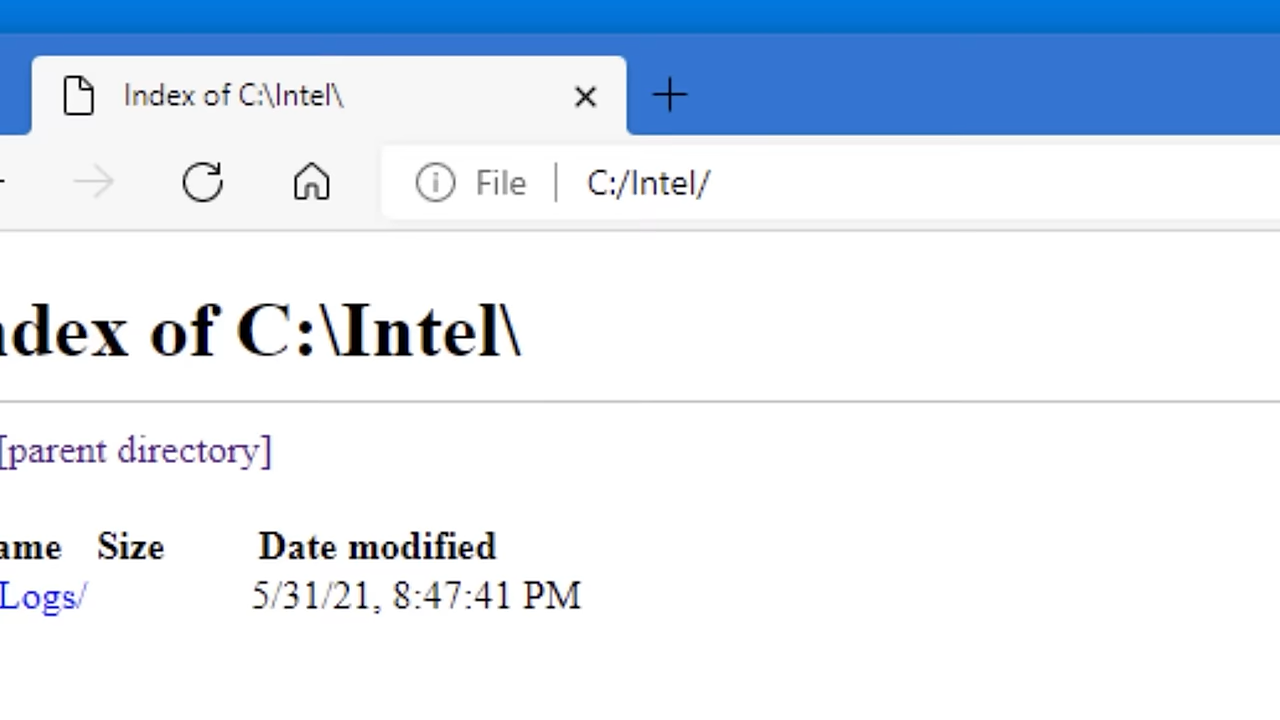 Index of C:\Intel\
File C:/Intel/
ndex of C:\Intel\
[parent directory]
ame Size Date modified
Logs/ 5/31/21, 8:47:41 PM